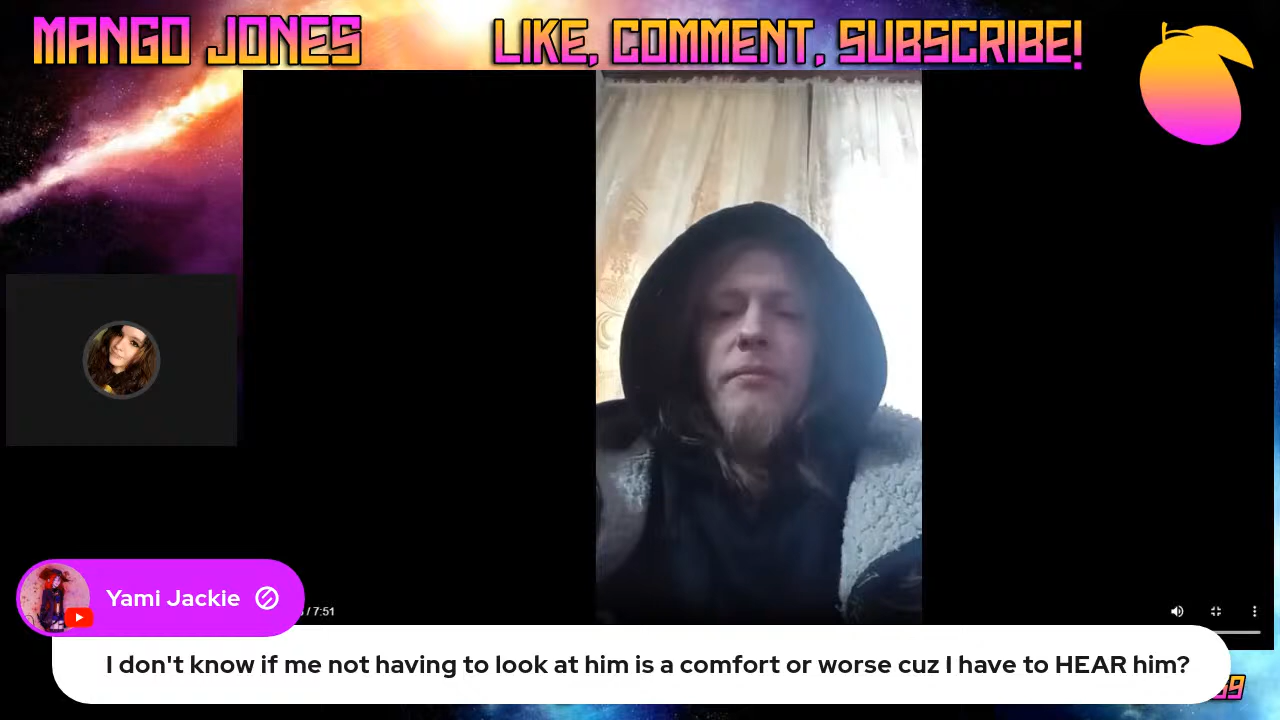 MANGO JONES
LIKE, COMMENT, SUBSCRIBE!
Yami Jackie
/ 7:51
I don't know if me not having to look at him is a comfort or worse cuz I have to HEAR him?